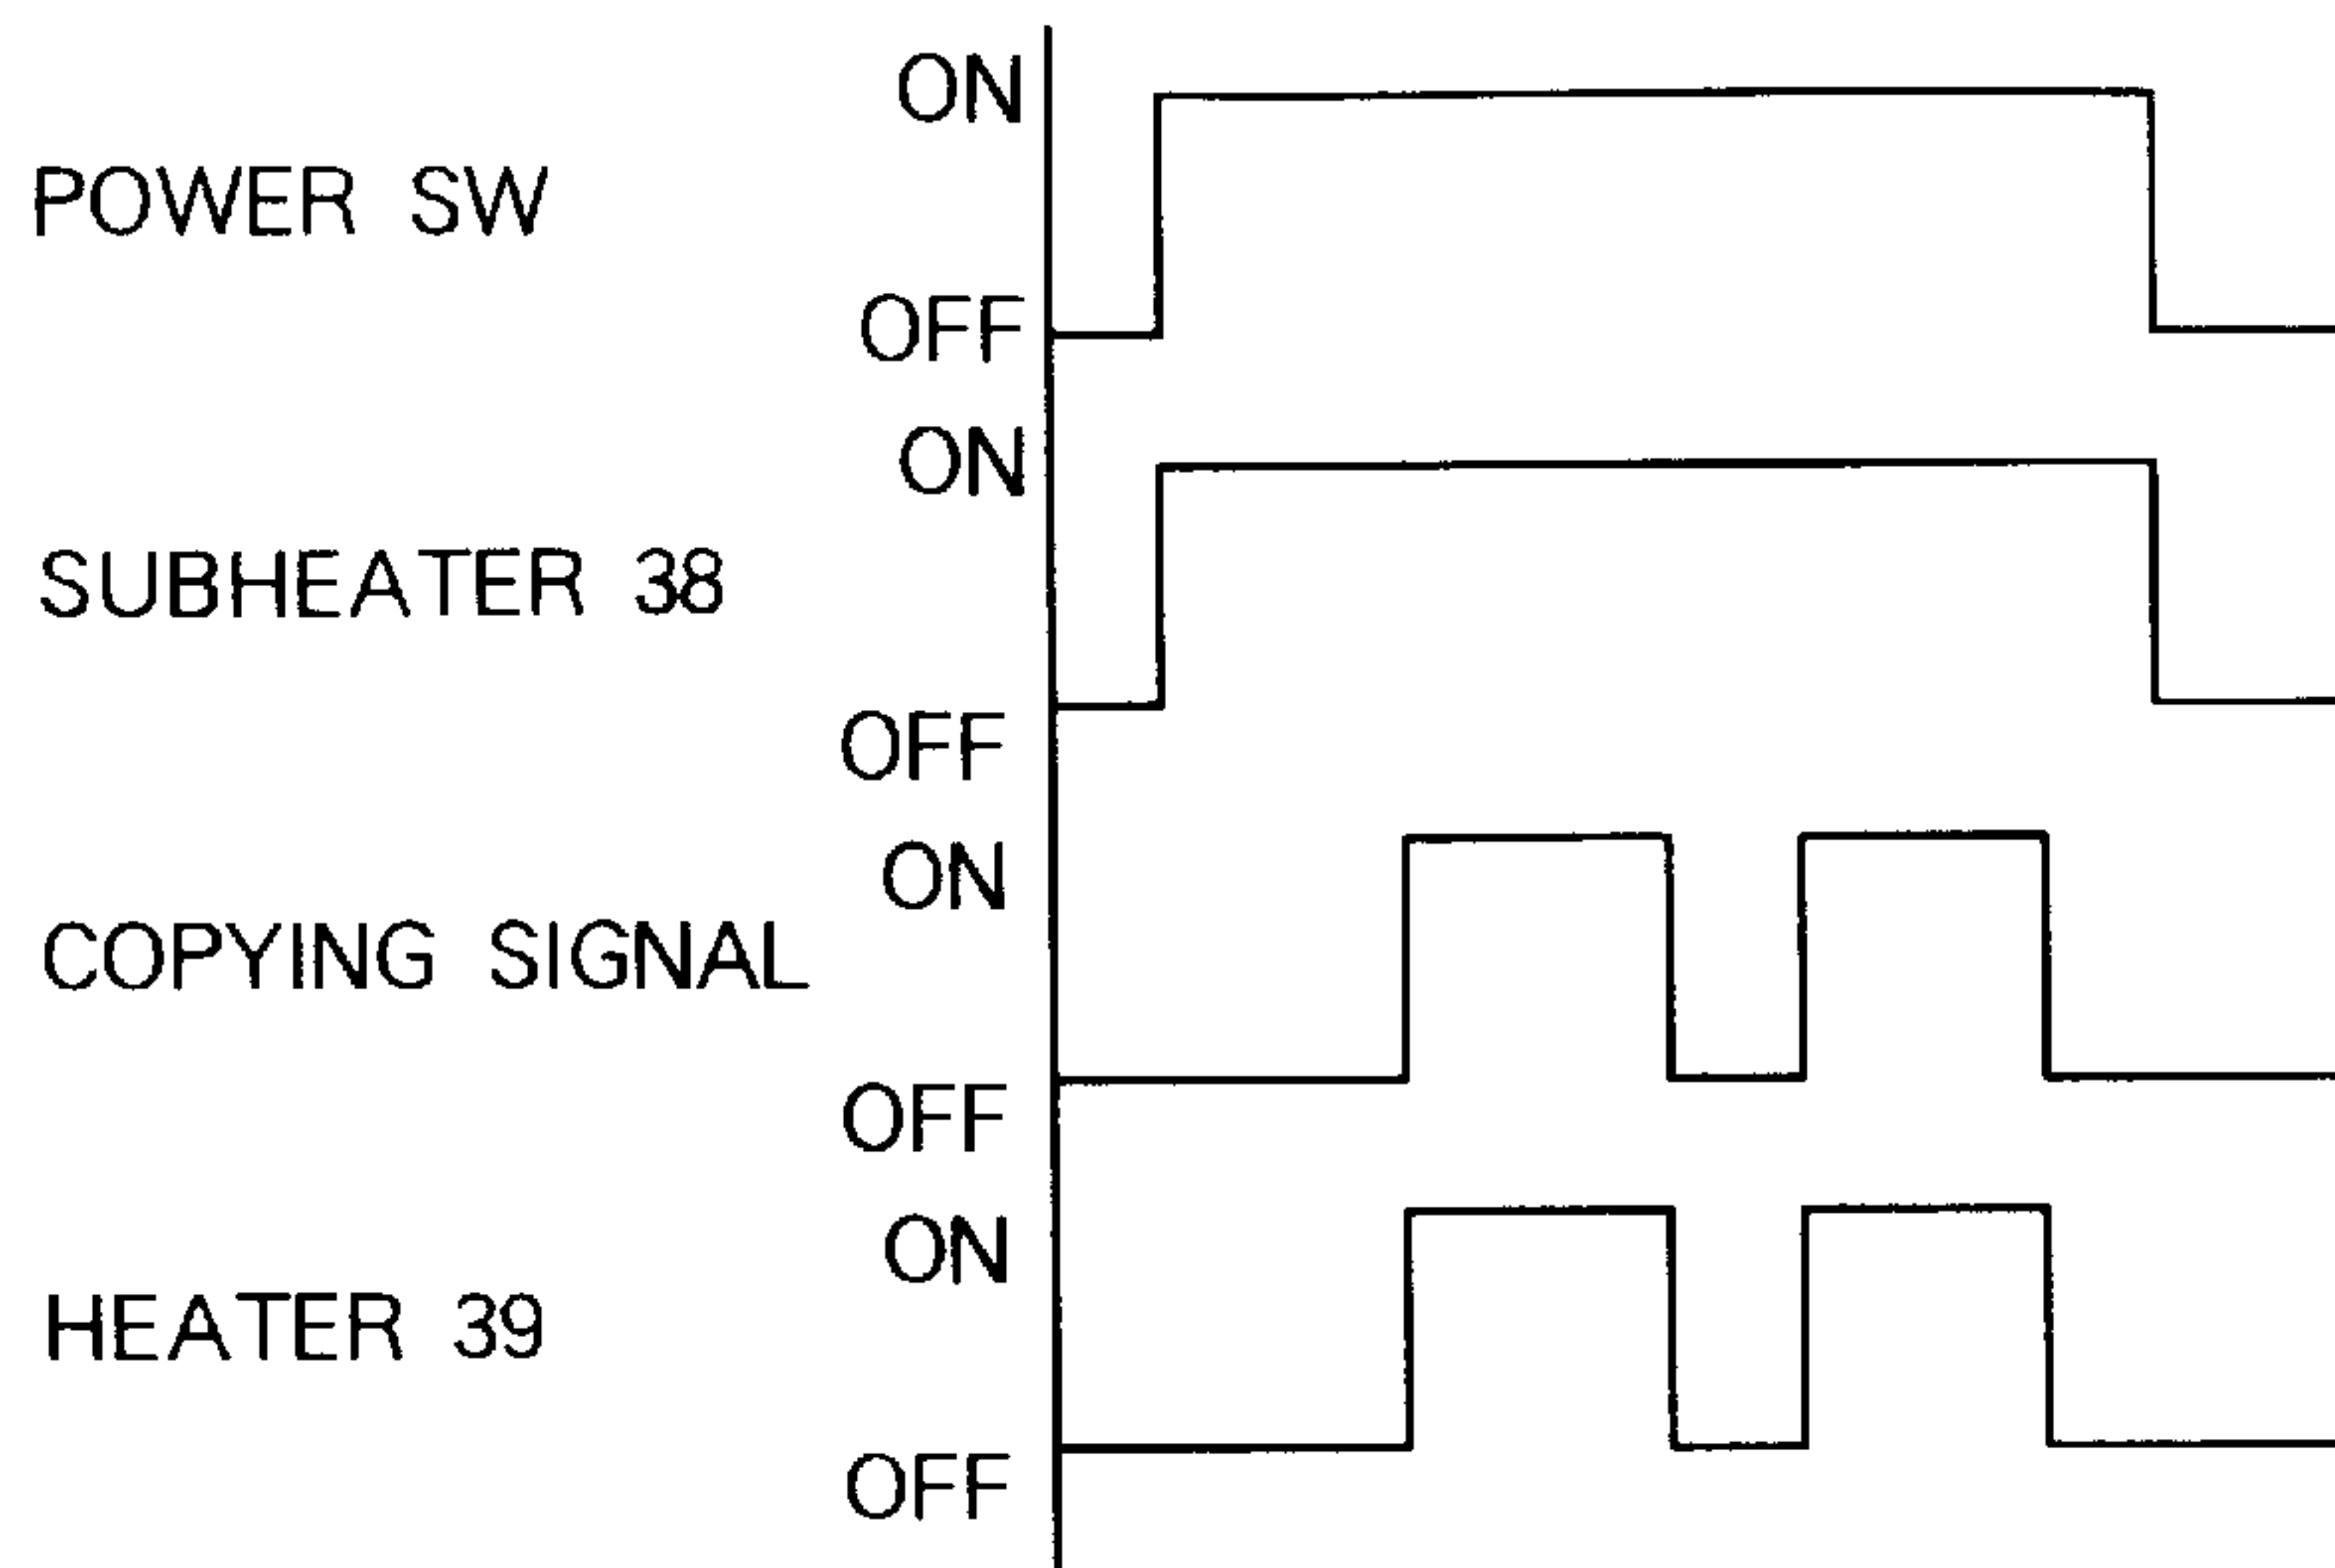 ON
POWER SW
OFF
ON
SUBHEATER 38
OFF
ON
COPYING SIGNAL
OFF
ON
HEATER 39
OFF